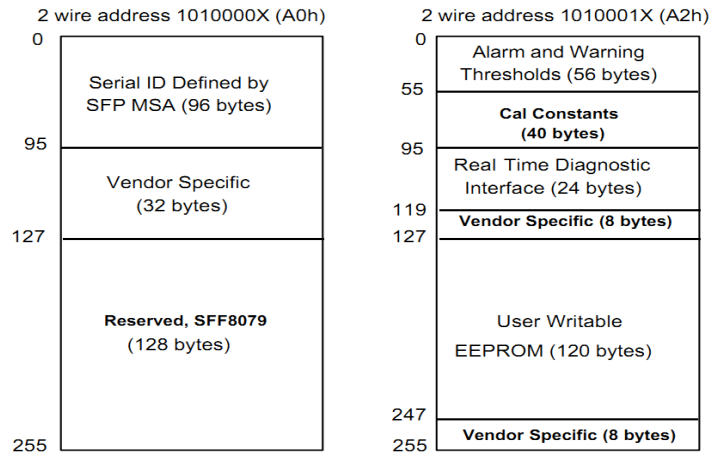 2 wire address 1010000X (A0h)
0
Serial ID Defined by
SFP MSA (96 bytes)
95
Vendor Specific
(32 bytes)
127
Reserved, SFF8079
(128 bytes)
255
2 wire address 1010001X (A2h)
0
Alarm and Warning
Thresholds (56 bytes)
55
Cal Constants
(40 bytes)
95
Real Time Diagnostic
Interface (24 bytes)
119
Vendor Specific (8 bytes)
127
User Writable
EEPROM (120 bytes)
247
Vendor Specific (8 bytes)
255